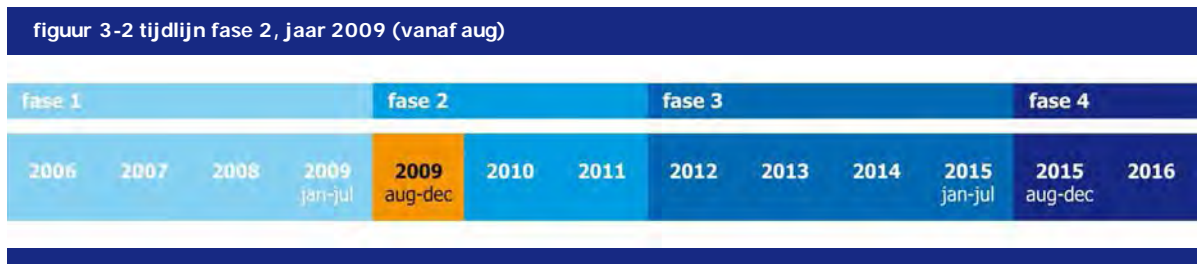 figuur 3-2 tijdlijn fase 2, jaar 2009 (vanaf aug)
fase 1 fase 2 fase 3 fase 4
2006 2007 2008 2009 2009 2010 2011 2012 2013 2014 2015 2015 2016
jan-jul aug-dec jan-jul aug-dec